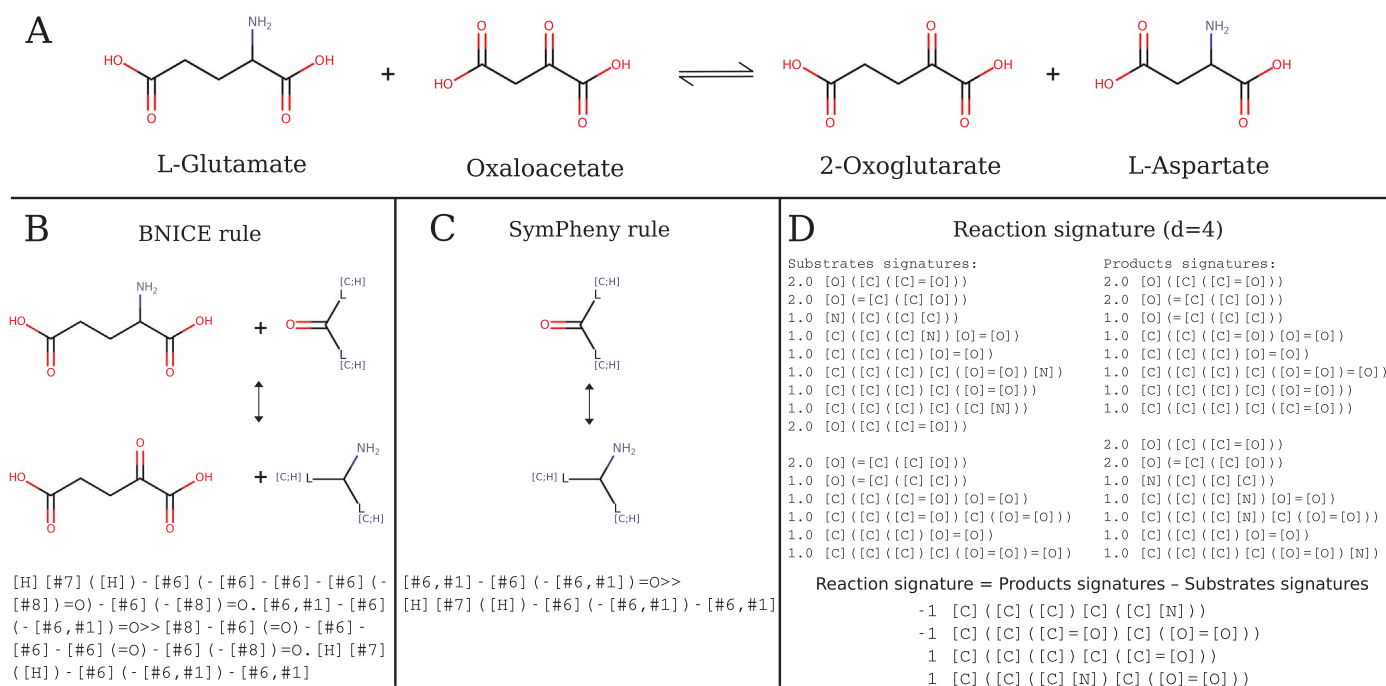 A
NH2
O
O
NH2
HO
OH
HO
OH
HO
OH
HO
OH
+
+
O
O
O
O
O
O
O
O
L-Glutamate
Oxaloacetate
2-Oxoglutarate
L-Aspartate
B
BNICE rule
NH2
HO
OH
O
O
+
[C;H]
L
O
L
[C;H]
O
HO
OH
O
O
+
NH2
[C;H]
L
L
[C;H]
[H][#7]([H])-[#6](-[#6]-[#6]-[#6](-
[#8])=O)-[#6](-[#8])=O.[#6,#1]-[#6]
(-[#6,#1])=O>>[#8]-[#6](=O)-[#6]-
[#6]-[#6](=O)-[#6](-[#8])=O.[H][#7]
([H])-[#6](-[#6,#1])-[#6,#1]
C
SymPheny rule
[C;H]
L
O
L
[C;H]
NH2
[C;H]
L
L
[C;H]
[#6,#1]-[#6](-[#6,#1])=O>>
[H][#7]([H])-[#6](-[#6,#1])-[#6,#1]
D
Reaction signature (d=4)
Substrates signatures:
2.0 [O]([C]([C]=[O]))
2.0 [O](=[C]([C][O]))
1.0 [N]([C]([C][C]))
1.0 [C]([C]([C][N])[O]=[O])
1.0 [C]([C]([C])[O]=[O])
1.0 [C]([C]([C])[C]([O]=[O])[N])
1.0 [C]([C]([C])[C]([O]=[O]))
1.0 [C]([C]([C])[C]([C][N]))
2.0 [O]([C]([C]=[O]))
2.0 [O](=[C]([C][O]))
1.0 [O](=[C]([C][C]))
1.0 [C]([C]([C]=[O])[O]=[O])
1.0 [C]([C]([C]=[O])[C]([O]=[O]))
1.0 [C]([C]([C])[O]=[O])
1.0 [C]([C]([C])[C]([O]=[O])=[O])
Products signatures:
2.0 [O]([C]([C]=[O]))
2.0 [O](=[C]([C][O]))
1.0 [O](=[C]([C][C]))
1.0 [C]([C]([C]=[O])[O]=[O])
1.0 [C]([C]([C])[O]=[O])
1.0 [C]([C]([C])[C]([O]=[O])=[O])
1.0 [C]([C]([C])[C]([O]=[O]))
1.0 [C]([C]([C])[C]([C]=[O]))
2.0 [O]([C]([C]=[O]))
2.0 [O](=[C]([C][O]))
1.0 [N]([C]([C][C]))
1.0 [C]([C]([C][N])[O]=[O])
1.0 [C]([C]([C][N])[C]([O]=[O]))
1.0 [C]([C]([C])[O]=[O])
1.0 [C]([C]([C])[C]([O]=[O])[N])
Reaction signature = Products signatures – Substrates signatures
-1 [C]([C]([C])[C]([C][N]))
-1 [C]([C]([C]=[O])[C]([O]=[O]))
1 [C]([C]([C])[C]([C]=[O]))
1 [C]([C]([C][N])[C]([O]=[O]))